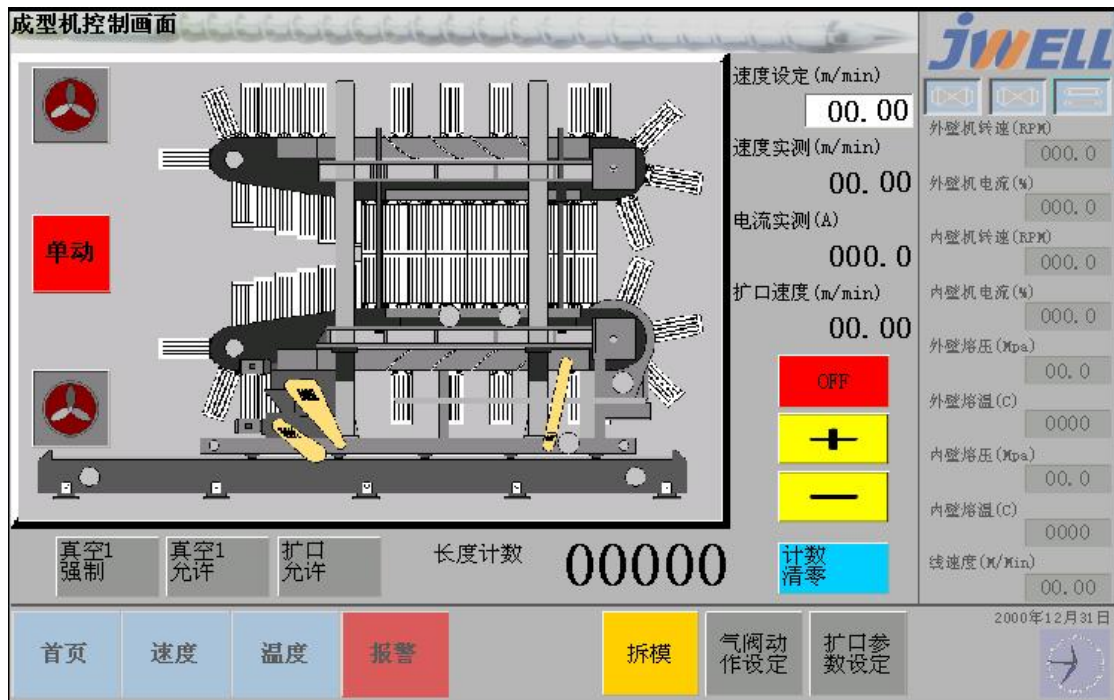 成型机控制画面
JWELL
速度设定(m/min)
00.00
速度实测(m/min)
00.00
电流实测(A)
000.0
扩口速度(m/min)
00.00
单动
OFF
外壁机转速(RPM)
000.0
外壁机电流(%)
000.0
内壁机转速(RPM)
000.0
内壁机电流(%)
000.0
外壁熔压(Mpa)
00.0
外壁熔温(C)
0000
内壁熔压(Mpa)
00.0
内壁熔温(C)
0000
线速度(M/Min)
00.00
真空1
强制
真空1
允许
扩口
允许
长度计数
00000
计数
清零
首页
速度
温度
报警
拆模
气阀动
作设定
扩口参
数设定
2000年12月31日